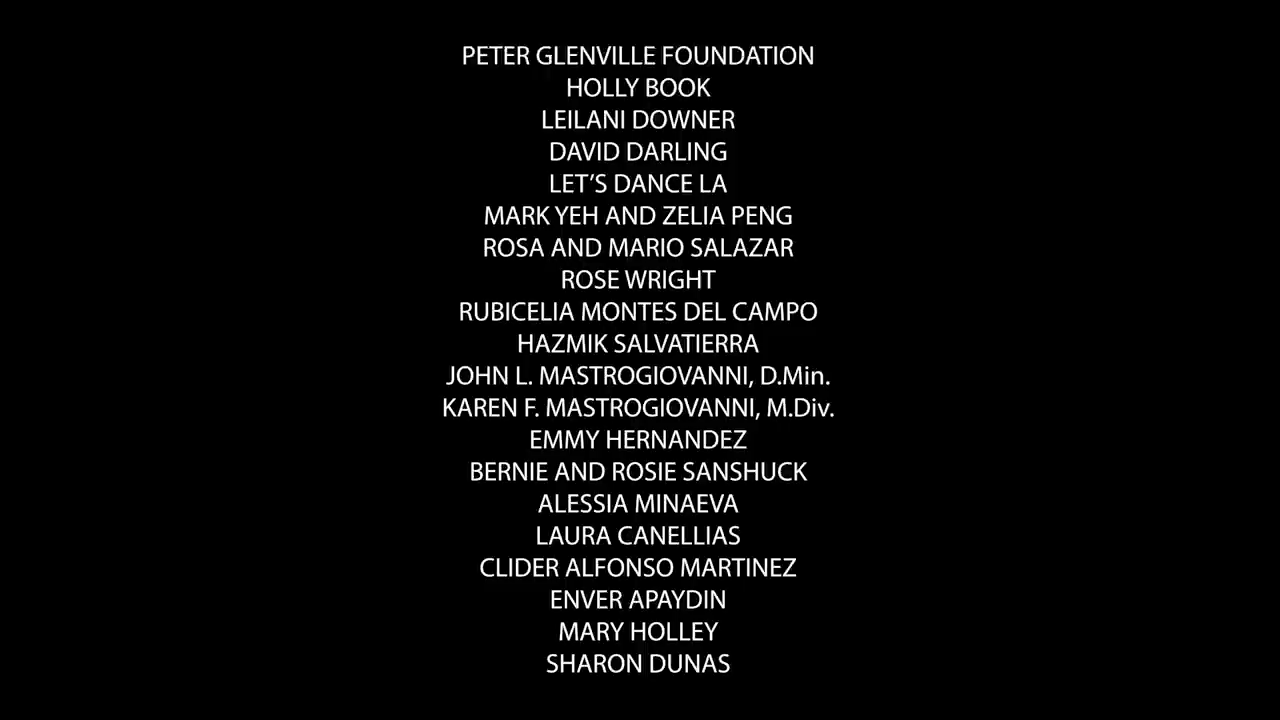 PETER GLENVILLE FOUNDATION
HOLLY BOOK
LEILANI DOWNER
DAVID DARLING
LET’S DANCE LA
MARK YEH AND ZELIA PENG
ROSA AND MARIO SALAZAR
ROSE WRIGHT
RUBICELIA MONTES DEL CAMPO
HAZMIK SALVATIERRA
JOHN L. MASTROGIOVANNI, D.Min.
KAREN F. MASTROGIOVANNI, M.Div.
EMMY HERNANDEZ
BERNIE AND ROSIE SANSHUCK
ALESSIA MINAEVA
LAURA CANELLIAS
CLIDER ALFONSO MARTINEZ
ENVER APAYDIN
MARY HOLLEY
SHARON DUNAS